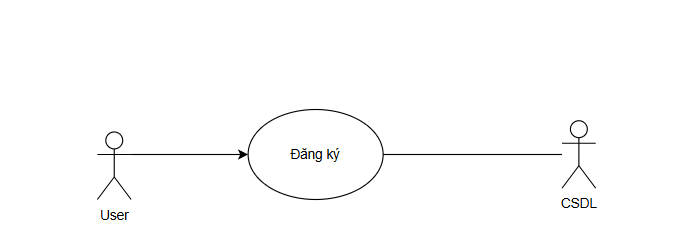 Đăng ký
User
CSDL